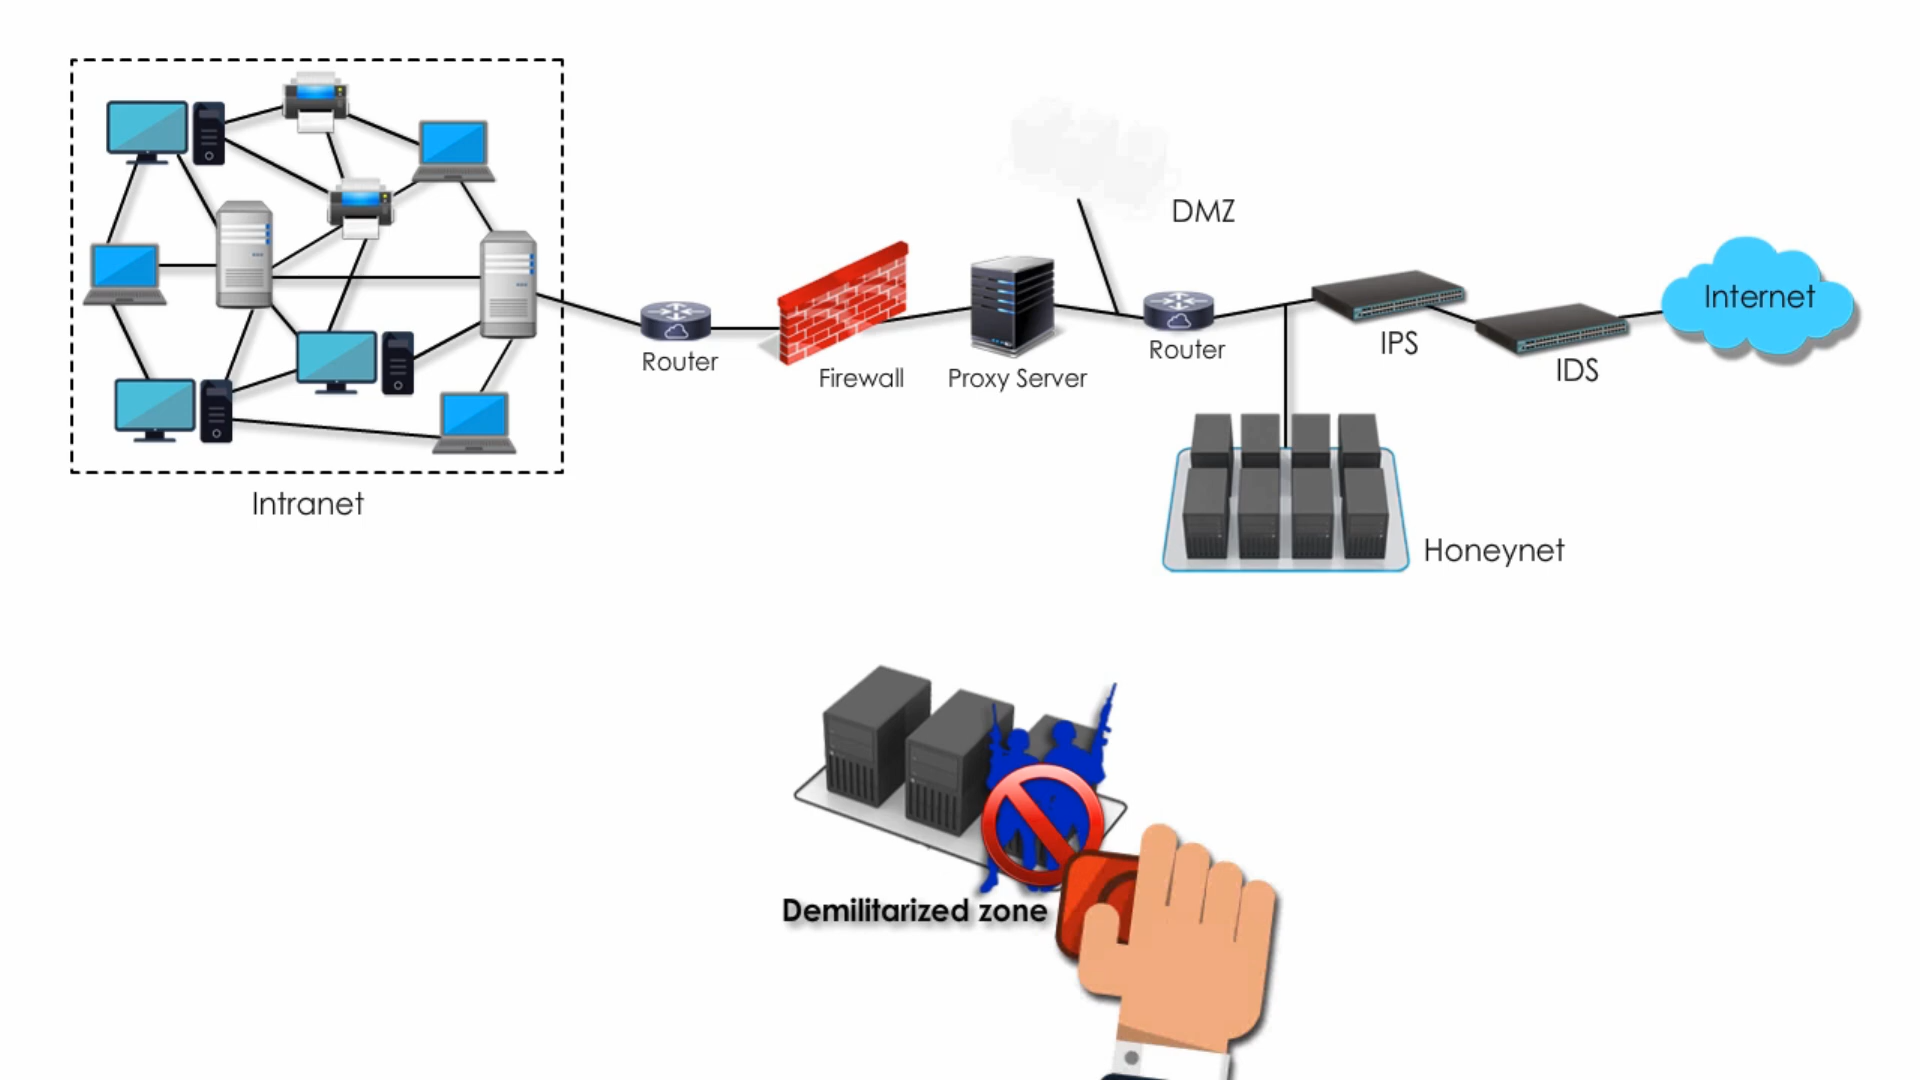 DMZ
Internet
IPS
Router
Router
IDS
Firewall
Proxy Server
Intranet
Honeynet
Demilitarized zone